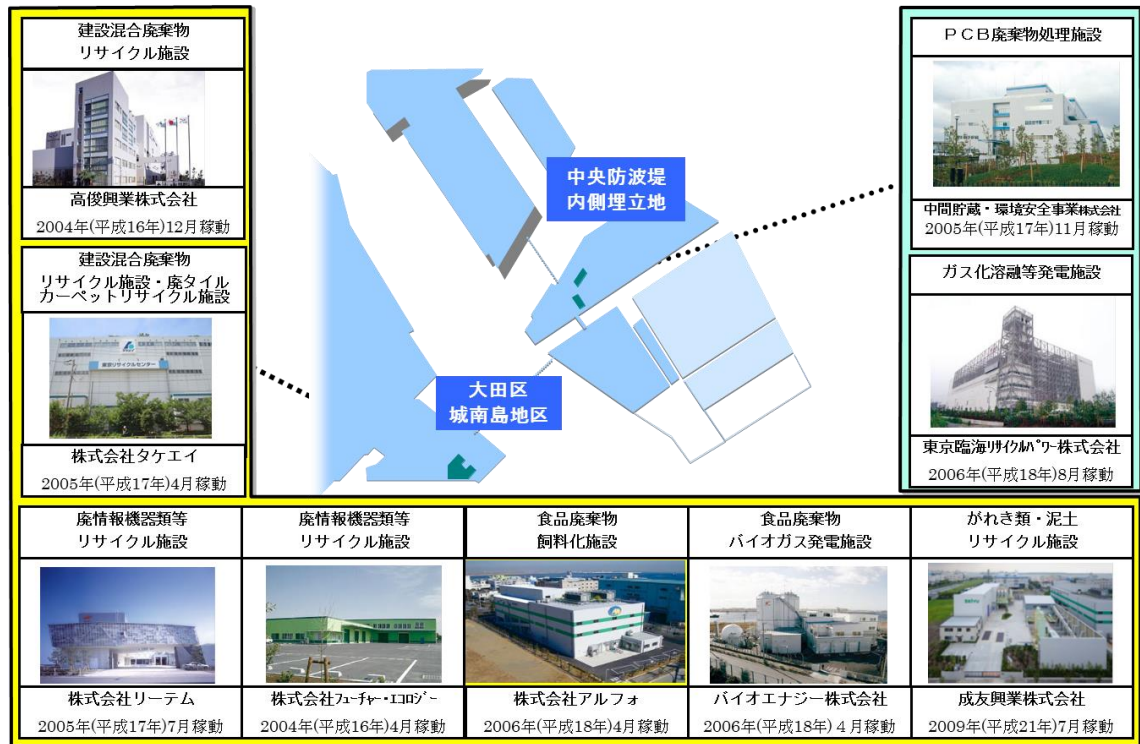 建設混合廃棄物
リサイクル施設
高俊興業株式会社
2004年(平成16年)12月稼動
建設混合廃棄物
リサイクル施設・廃タイル
カーペットリサイクル施設
東京リサイクルセンター
株式会社タケエイ
2005年(平成17年)4月稼動
中央防波堤
内側埋立地
大田区
城南島地区
ＰＣＢ廃棄物処理施設
中間貯蔵・環境安全事業株式会社
2005年(平成17年)11月稼動
ガス化溶融等発電施設
東京臨海ﾘｻｲｸﾙﾊﾟﾜｰ株式会社
2006年(平成18年)8月稼動
廃情報機器類等
リサイクル施設
株式会社リーテム
2005年(平成17年)7月稼動
廃情報機器類等
リサイクル施設
株式会社ﾌｭｰﾁｬｰ・ｴｺﾛｼﾞｰ
2004年(平成16年)4月稼動
食品廃棄物
飼料化施設
株式会社アルフォ
2006年(平成18年)4月稼動
食品廃棄物
バイオガス発電施設
バイオエナジー株式会社
2006年(平成18年)４月稼動
がれき類・泥土
リサイクル施設
成友興業株式会社
2009年(平成21年)7月稼動